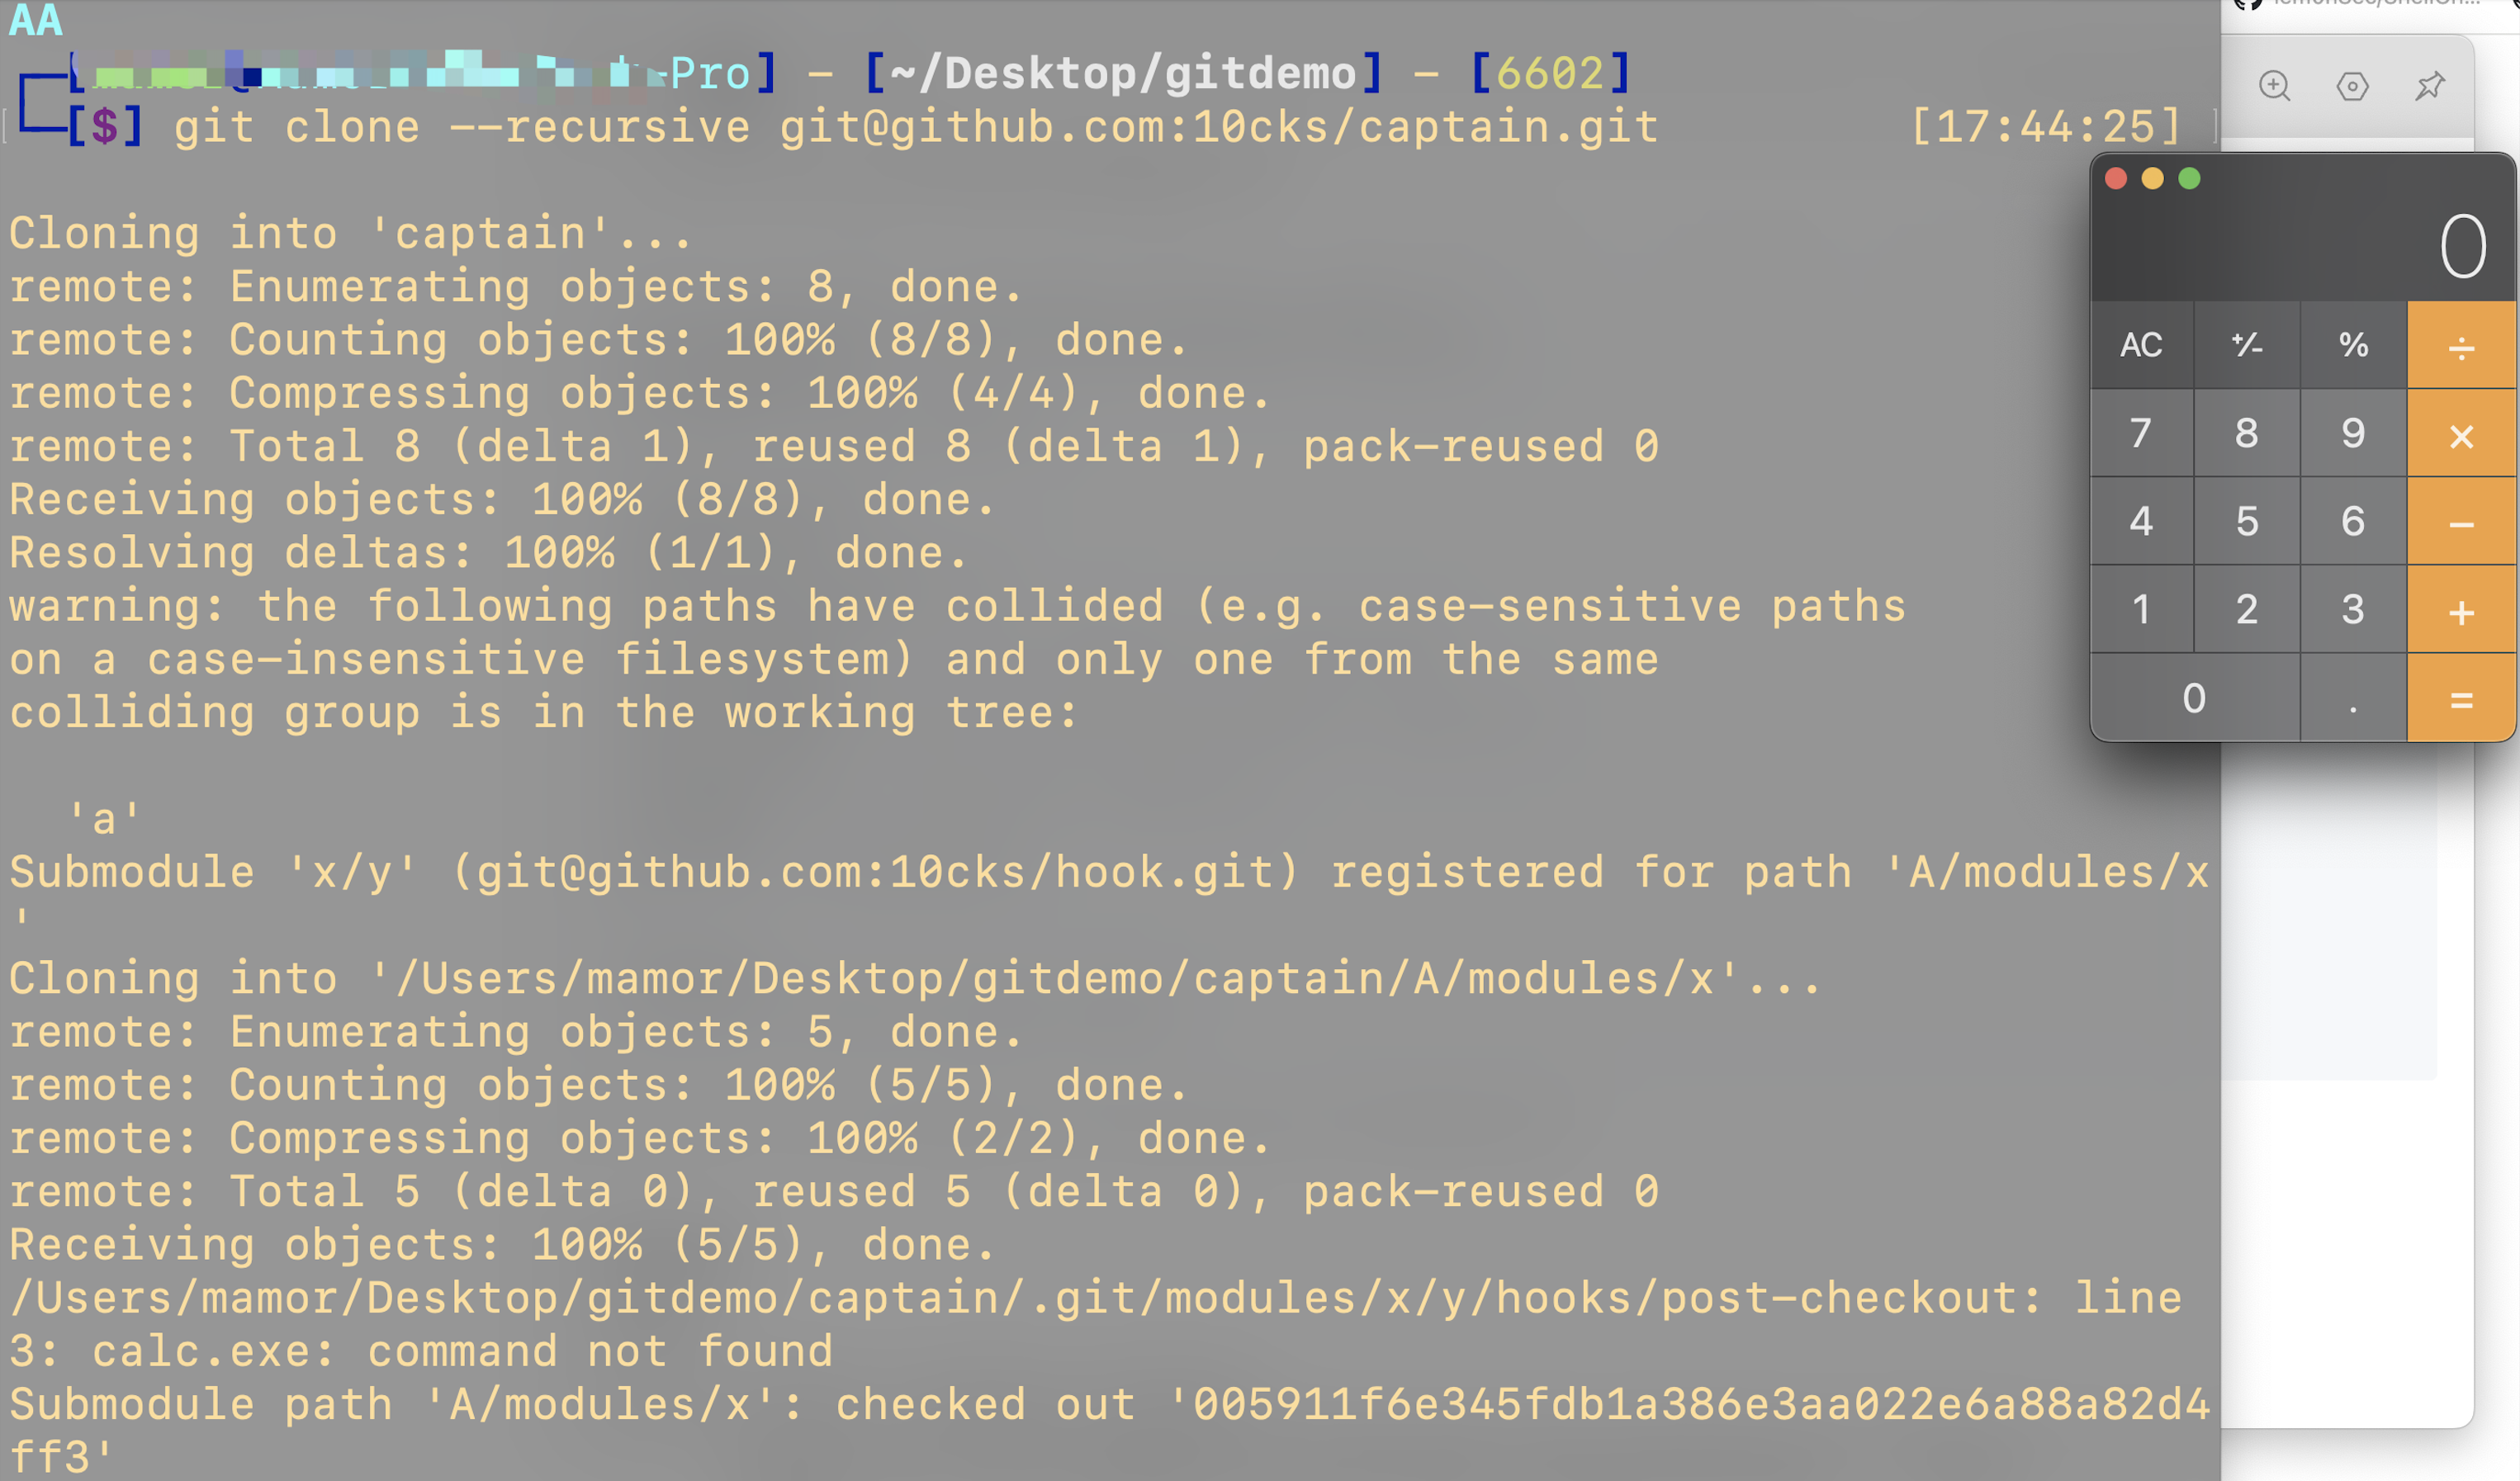 AA
-Pro] - [~/Desktop/gitdemo] - [6602]
[$] git clone --recursive git@github.com:10cks/captain.git [17:44:25]
Cloning into 'captain'...
remote: Enumerating objects: 8, done.
remote: Counting objects: 100% (8/8), done.
remote: Compressing objects: 100% (4/4), done.
remote: Total 8 (delta 1), reused 8 (delta 1), pack-reused 0
Receiving objects: 100% (8/8), done.
Resolving deltas: 100% (1/1), done.
warning: the following paths have collided (e.g. case-sensitive paths
on a case-insensitive filesystem) and only one from the same
colliding group is in the working tree:
'a'
Submodule 'x/y' (git@github.com:10cks/hook.git) registered for path 'A/modules/x
'
Cloning into '/Users/mamor/Desktop/gitdemo/captain/A/modules/x'...
remote: Enumerating objects: 5, done.
remote: Counting objects: 100% (5/5), done.
remote: Compressing objects: 100% (2/2), done.
remote: Total 5 (delta 0), reused 5 (delta 0), pack-reused 0
Receiving objects: 100% (5/5), done.
/Users/mamor/Desktop/gitdemo/captain/.git/modules/x/y/hooks/post-checkout: line
3: calc.exe: command not found
Submodule path 'A/modules/x': checked out '005911f6e345fdb1a386e3aa022e6a88a82d4
ff3'
0
AC +/- % ÷
7 8 9 ×
4 5 6 −
1 2 3 +
0 . =